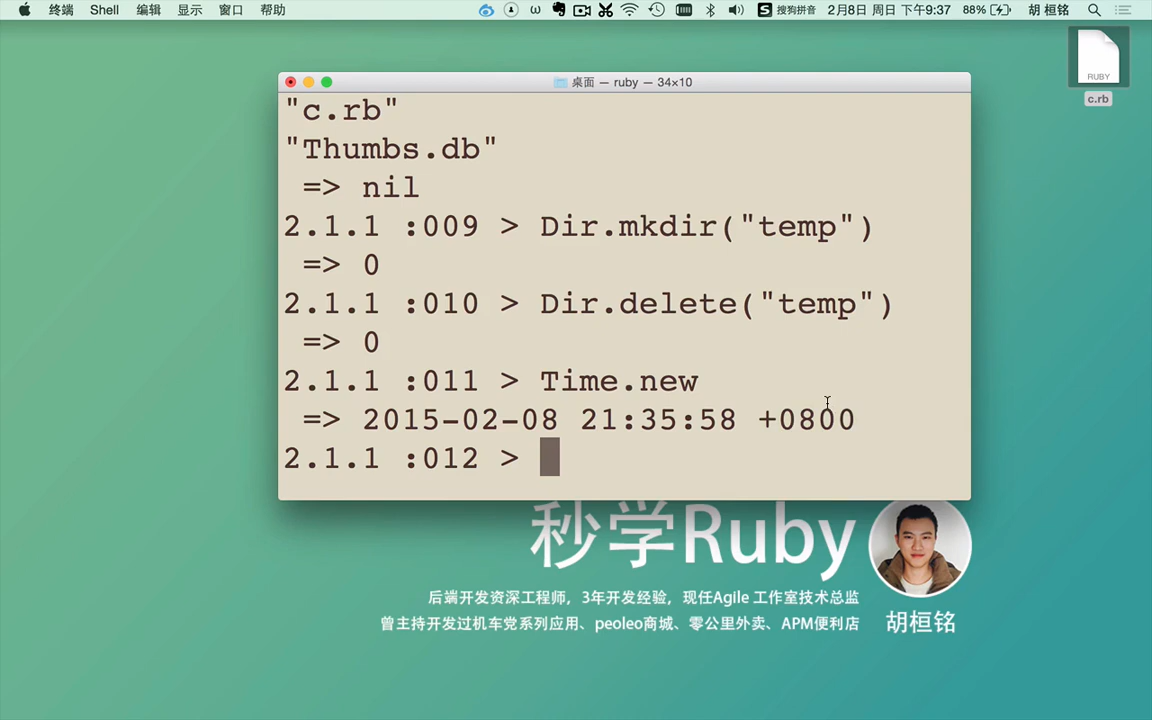 终端 Shell 编辑 显示 窗口 帮助 搜狗拼音 2月8日 周日 下午9:37 88% 胡 桓铭
RUBY
c.rb
桌面 — ruby — 34×10
"c.rb"
"Thumbs.db"
=> nil
2.1.1 :009 > Dir.mkdir("temp")
=> 0
2.1.1 :010 > Dir.delete("temp")
=> 0
2.1.1 :011 > Time.new
=> 2015-02-08 21:35:58 +0800
2.1.1 :012 >
秒学Ruby
后端开发资深工程师，3年开发经验，现任Agile 工作室技术总监
曾主持开发过机车党系列应用、peoleo商城、零公里外卖、APM便利店
胡桓铭